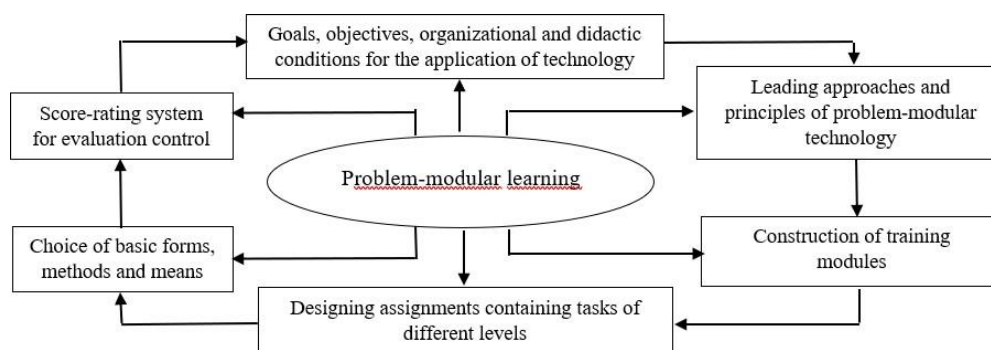 Goals, objectives, organizational and didactic
conditions for the application of technology
Score-rating system
for evaluation control
Leading approaches and
principles of problem-modular
technology
Problem-modular learning
Choice of basic forms,
methods and means
Construction of training
modules
Designing assignments containing tasks of
different levels